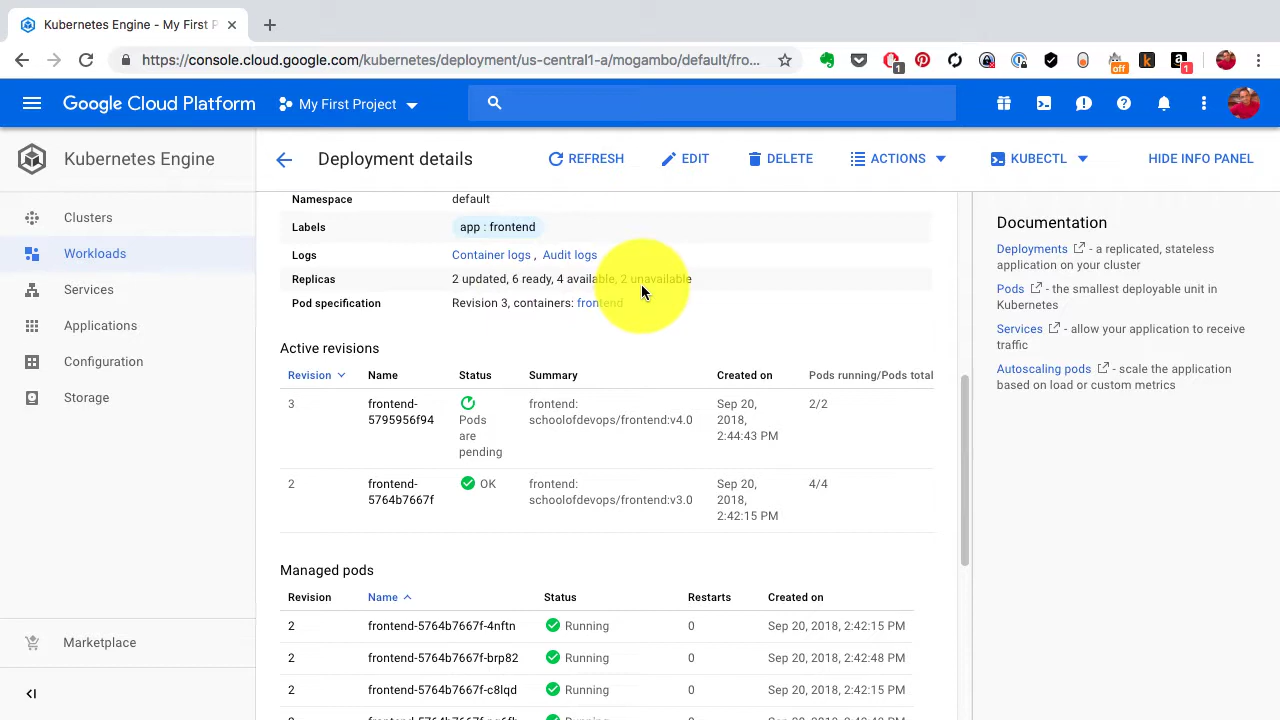 Kubernetes Engine - My First P
https://console.cloud.google.com/kubernetes/deployment/us-central1-a/mogambo/default/fro...
1
off
1
Google Cloud Platform
My First Project
Kubernetes Engine
Deployment details
REFRESH
EDIT
DELETE
ACTIONS
KUBECTL
HIDE INFO PANEL
Clusters
Workloads
Services
Applications
Configuration
Storage
Marketplace
Namespace default
Labels app : frontend
Logs Container logs , Audit logs
Replicas 2 updated, 6 ready, 4 available, 2 unavailable
Pod specification Revision 3, containers: frontend
Active revisions
Revision Name Status Summary Created on Pods running/Pods total
3 frontend- frontend: Sep 20, 2/2
5795956f94 Pods schoolofdevops/frontend:v4.0 2018,
are 2:44:43 PM
pending
2 frontend- OK frontend: Sep 20, 4/4
5764b7667f schoolofdevops/frontend:v3.0 2018,
2:42:15 PM
Managed pods
Revision Name Status Restarts Created on
2 frontend-5764b7667f-4nftn Running 0 Sep 20, 2018, 2:42:15 PM
2 frontend-5764b7667f-brp82 Running 0 Sep 20, 2018, 2:42:48 PM
2 frontend-5764b7667f-c8lqd Running 0 Sep 20, 2018, 2:42:15 PM
Documentation
Deployments - a replicated, stateless
application on your cluster
Pods - the smallest deployable unit in
Kubernetes
Services - allow your application to receive
traffic
Autoscaling pods - scale the application
based on load or custom metrics